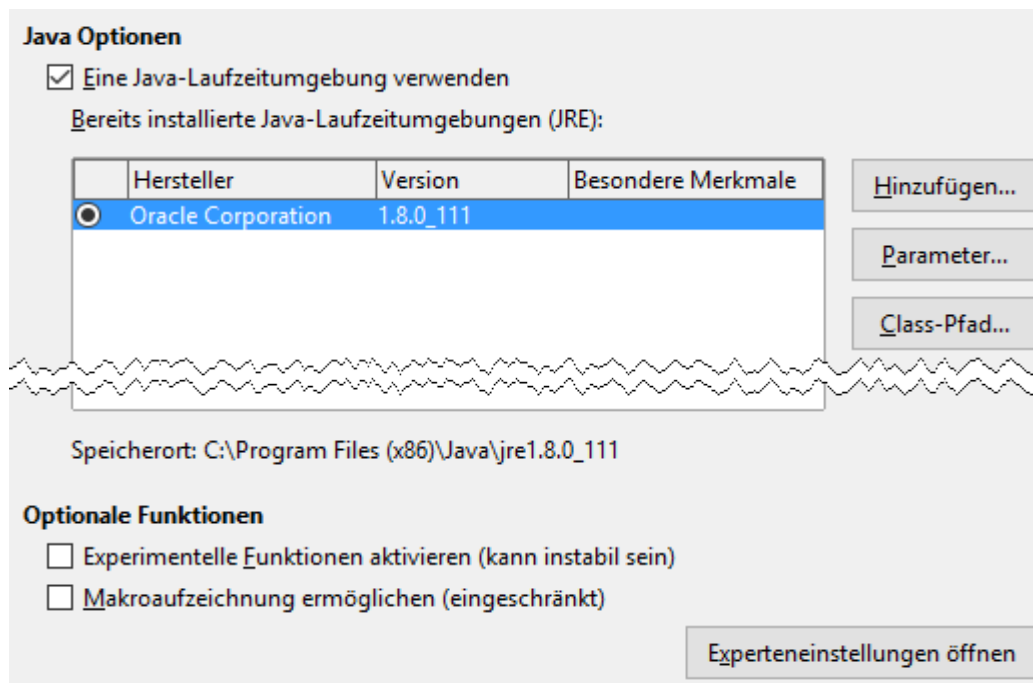 Java Optionen
Eine Java-Laufzeitumgebung verwenden
Bereits installierte Java-Laufzeitumgebungen (JRE):
Hersteller Version Besondere Merkmale
Oracle Corporation 1.8.0_111
Hinzufügen...
Parameter...
Class-Pfad...
Speicherort: C:\Program Files (x86)\Java\jre1.8.0_111
Optionale Funktionen
Experimentelle Funktionen aktivieren (kann instabil sein)
Makroaufzeichnung ermöglichen (eingeschränkt)
Experteneinstellungen öffnen